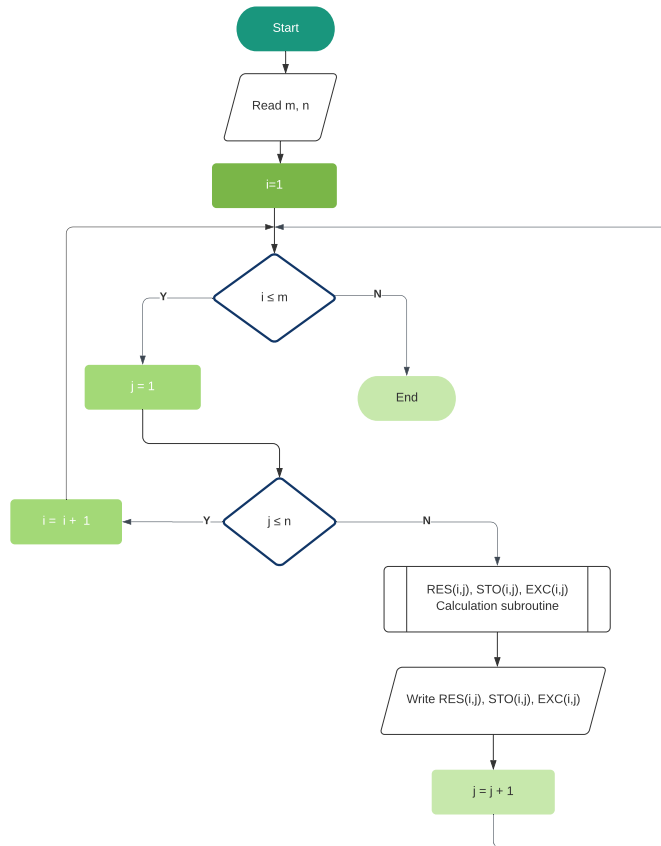 Start
Read m, n
i=1
i ≤ m
Y
N
j = 1
End
j ≤ n
Y
N
i = i + 1
RES(i,j), STO(i,j), EXC(i,j)
Calculation subroutine
Write RES(i,j), STO(i,j), EXC(i,j)
j = j + 1